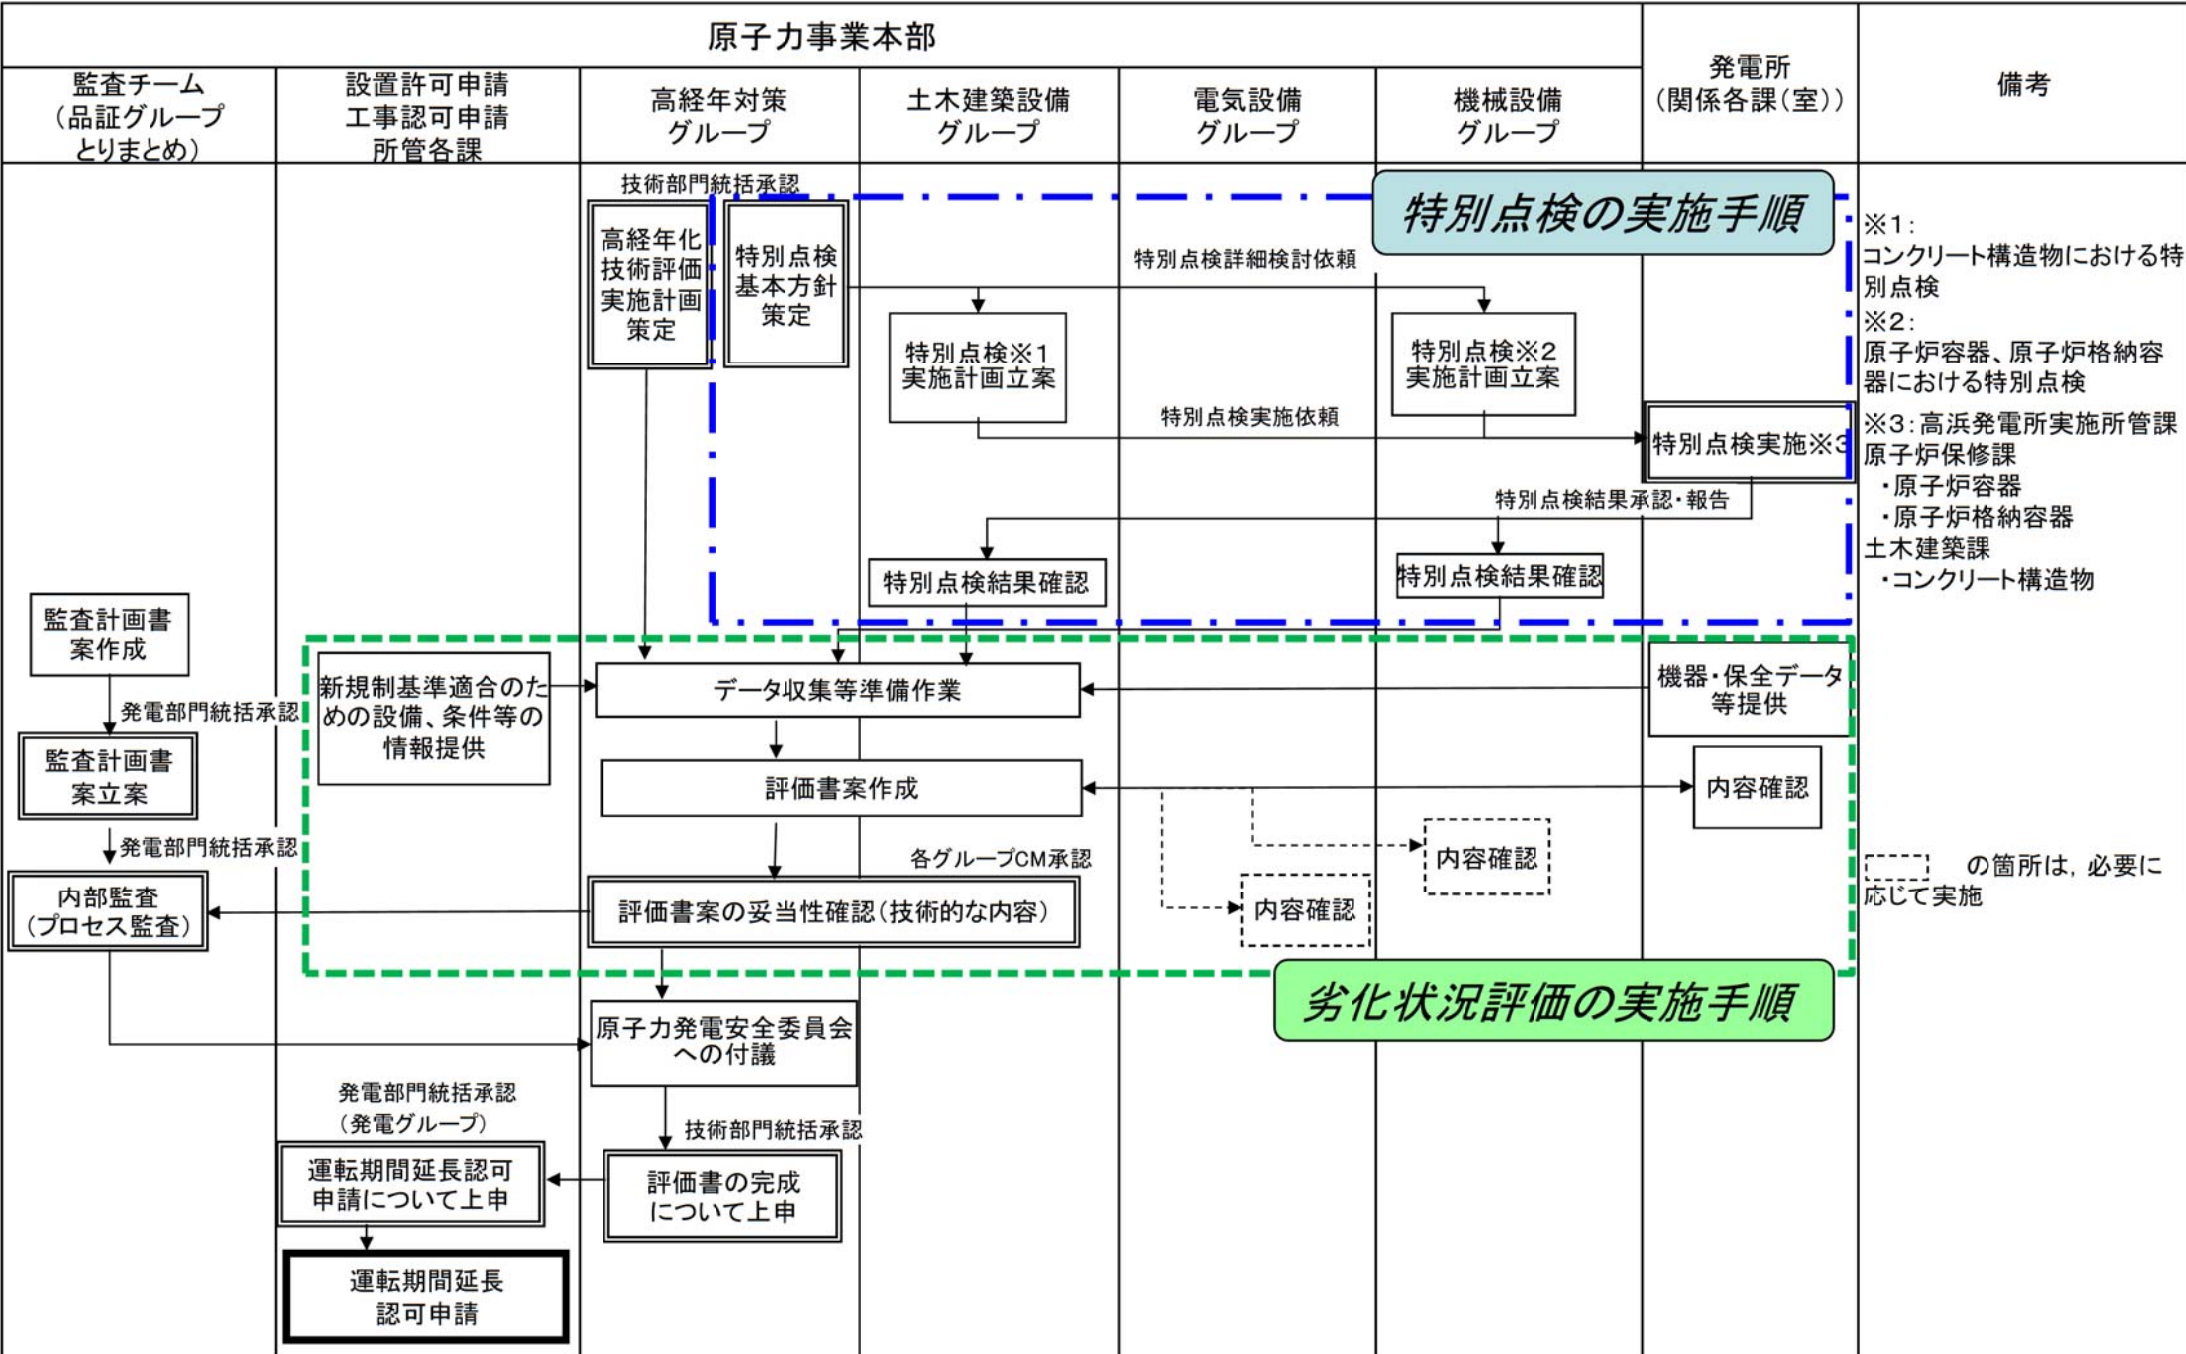 原子力事業本部
監査チーム
（品証グループ
とりまとめ）
設置許可申請
工事認可申請
所管各課
高経年対策
グループ
土木建築設備
グループ
電気設備
グループ
機械設備
グループ
発電所
（関係各課（室））
備考
技術部門統括承認
特別点検の実施手順
高経年化
技術評価
実施計画
策定
特別点検
基本方針
策定
特別点検詳細検討依頼
特別点検※1
実施計画立案
特別点検※2
実施計画立案
特別点検実施依頼
特別点検実施※3
特別点検結果承認・報告
特別点検結果確認
特別点検結果確認
※1：
コンクリート構造物における特
別点検
※2：
原子炉容器、原子炉格納容
器における特別点検
※3：高浜発電所実施所管課
原子炉保修課
・原子炉容器
・原子炉格納容器
土木建築課
・コンクリート構造物
監査計画書
案作成
発電部門統括承認
監査計画書
案立案
発電部門統括承認
内部監査
（プロセス監査）
新規制基準適合のた
めの設備、条件等の
情報提供
データ収集等準備作業
機器・保全データ
等提供
評価書案作成
内容確認
内容確認
内容確認
各グループCM承認
評価書案の妥当性確認（技術的な内容）
の箇所は，必要に
応じて実施
劣化状況評価の実施手順
原子力発電安全委員会
への付議
発電部門統括承認
（発電グループ）
技術部門統括承認
運転期間延長認可
申請について上申
評価書の完成
について上申
運転期間延長
認可申請